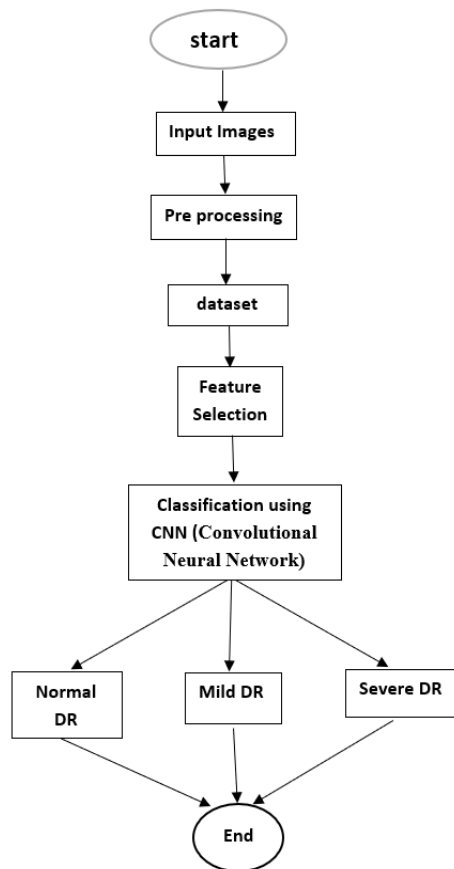 start
Input Images
Pre processing
dataset
Feature
Selection
Classification using
CNN (Convolutional
Neural Network)
Normal
DR
Mild DR
Severe DR
End